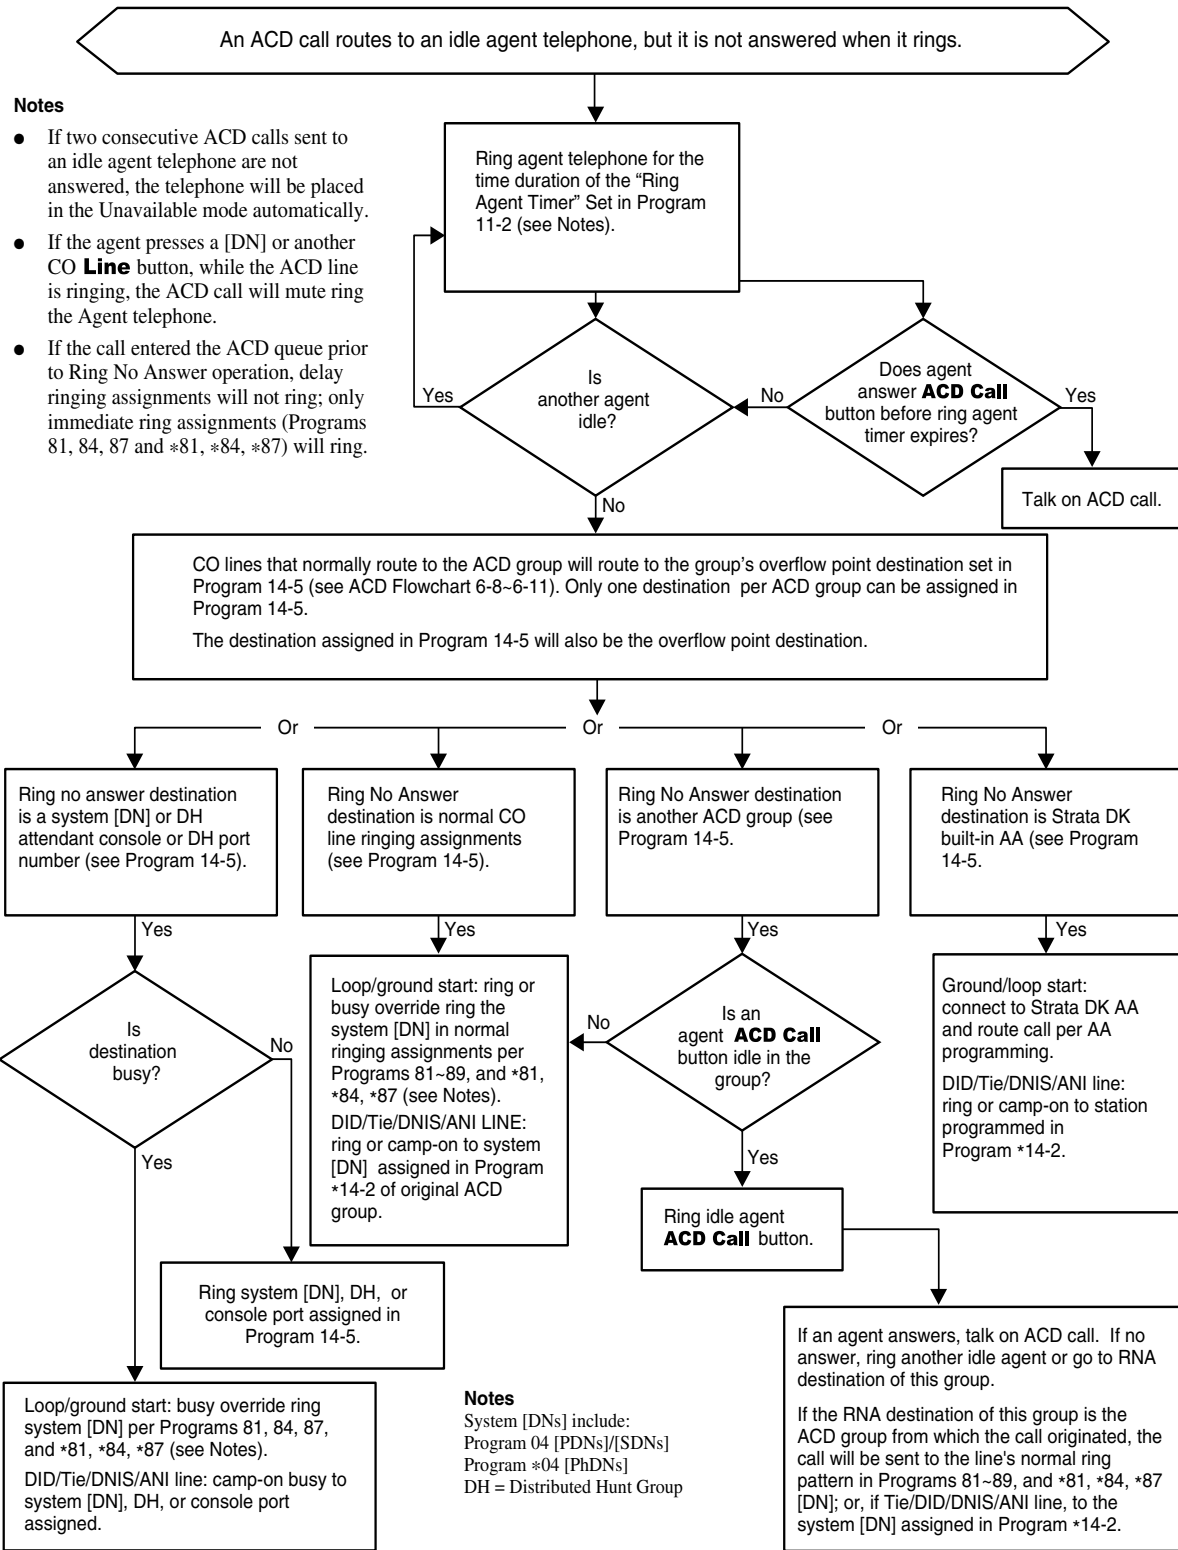 An ACD call routes to an idle agent telephone, but it is not answered when it rings.
Notes
● If two consecutive ACD calls sent to
an idle agent telephone are not
answered, the telephone will be placed
in the Unavailable mode automatically.
● If the agent presses a [DN] or another
CO Line button, while the ACD line
is ringing, the ACD call will mute ring
the Agent telephone.
● If the call entered the ACD queue prior
to Ring No Answer operation, delay
ringing assignments will not ring; only
immediate ring assignments (Programs
81, 84, 87 and *81, *84, *87) will ring.
Ring agent telephone for the
time duration of the “Ring
Agent Timer” Set in Program
11-2 (see Notes).
Yes
Is
another agent
idle?
No
Does agent
answer ACD Call
button before ring agent
timer expires?
Yes
Talk on ACD call.
No
CO lines that normally route to the ACD group will route to the group’s overflow point destination set in
Program 14-5 (see ACD Flowchart 6-8~6-11). Only one destination per ACD group can be assigned in
Program 14-5.
The destination assigned in Program 14-5 will also be the overflow point destination.
Or
Or
Or
Ring no answer destination
is a system [DN] or DH
attendant console or DH port
number (see Program 14-5).
Ring No Answer
destination is normal CO
line ringing assignments
(see Program 14-5).
Ring No Answer destination
is another ACD group (see
Program 14-5.
Ring No Answer
destination is Strata DK
built-in AA (see Program
14-5.
Yes
Yes
Yes
Yes
Is
destination
busy?
No
Yes
Loop/ground start: ring or
busy override ring the
system [DN] in normal
ringing assignments per
Programs 81~89, and *81,
*84, *87 (see Notes).
DID/Tie/DNIS/ANI LINE:
ring or camp-on to system
[DN] assigned in Program
*14-2 of original ACD
group.
No
Is an
agent ACD Call
button idle in the
group?
Yes
Ground/loop start:
connect to Strata DK AA
and route call per AA
programming.
DID/Tie/DNIS/ANI line:
ring or camp-on to station
programmed in
Program *14-2.
Ring idle agent
ACD Call button.
Ring system [DN], DH, or
console port assigned in
Program 14-5.
If an agent answers, talk on ACD call. If no
answer, ring another idle agent or go to RNA
destination of this group.
If the RNA destination of this group is the
ACD group from which the call originated, the
call will be sent to the line's normal ring
pattern in Programs 81~89, and *81, *84, *87
[DN]; or, if Tie/DID/DNIS/ANI line, to the
system [DN] assigned in Program *14-2.
Loop/ground start: busy override ring
system [DN] per Programs 81, 84, 87,
and *81, *84, *87 (see Notes).
DID/Tie/DNIS/ANI line: camp-on busy to
system [DN], DH, or console port
assigned.
Notes
System [DNs] include:
Program 04 [PDNs]/[SDNs]
Program *04 [PhDNs]
DH = Distributed Hunt Group